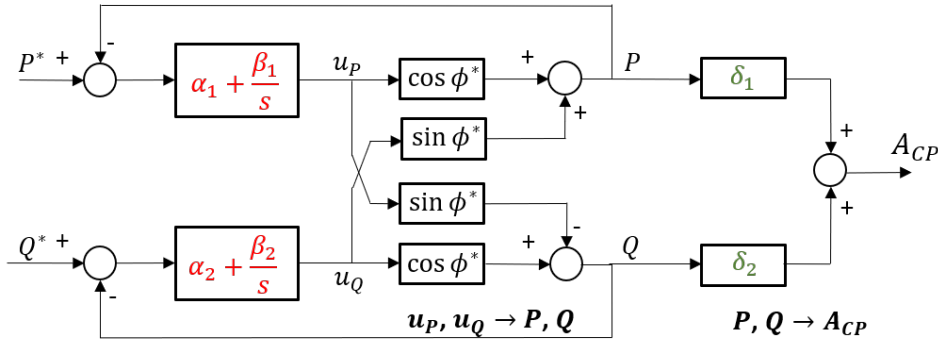 -
P* +
α₁ + β₁/s
u_P
cos ϕ*
+
P
δ₁
+
sin ϕ*
+
A_CP
sin ϕ*
-
+
Q* +
α₂ + β₂/s
u_Q
cos ϕ*
+
Q
δ₂
-
u_P, u_Q → P, Q
P, Q → A_CP